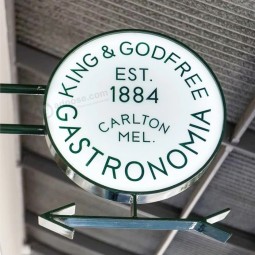 KING & GODFREE
EST.
1884
CARLTON
MEL.
GASTRONOMIA